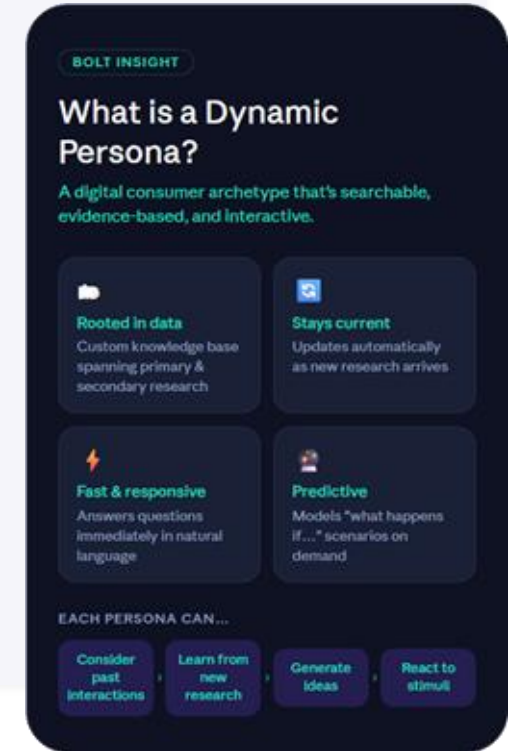 BOLT INSIGHT
What is a Dynamic
Persona?
A digital consumer archetype that's searchable,
evidence-based, and interactive.
Rooted in data
Custom knowledge base
spanning primary &
secondary research
Stays current
Updates automatically
as new research arrives
Fast & responsive
Answers questions
immediately in natural
language
Predictive
Models "what happens
if..." scenarios on
demand
EACH PERSONA CAN...
Consider
past
interactions
Learn from
new
research
Generate
ideas
React to
stimuli